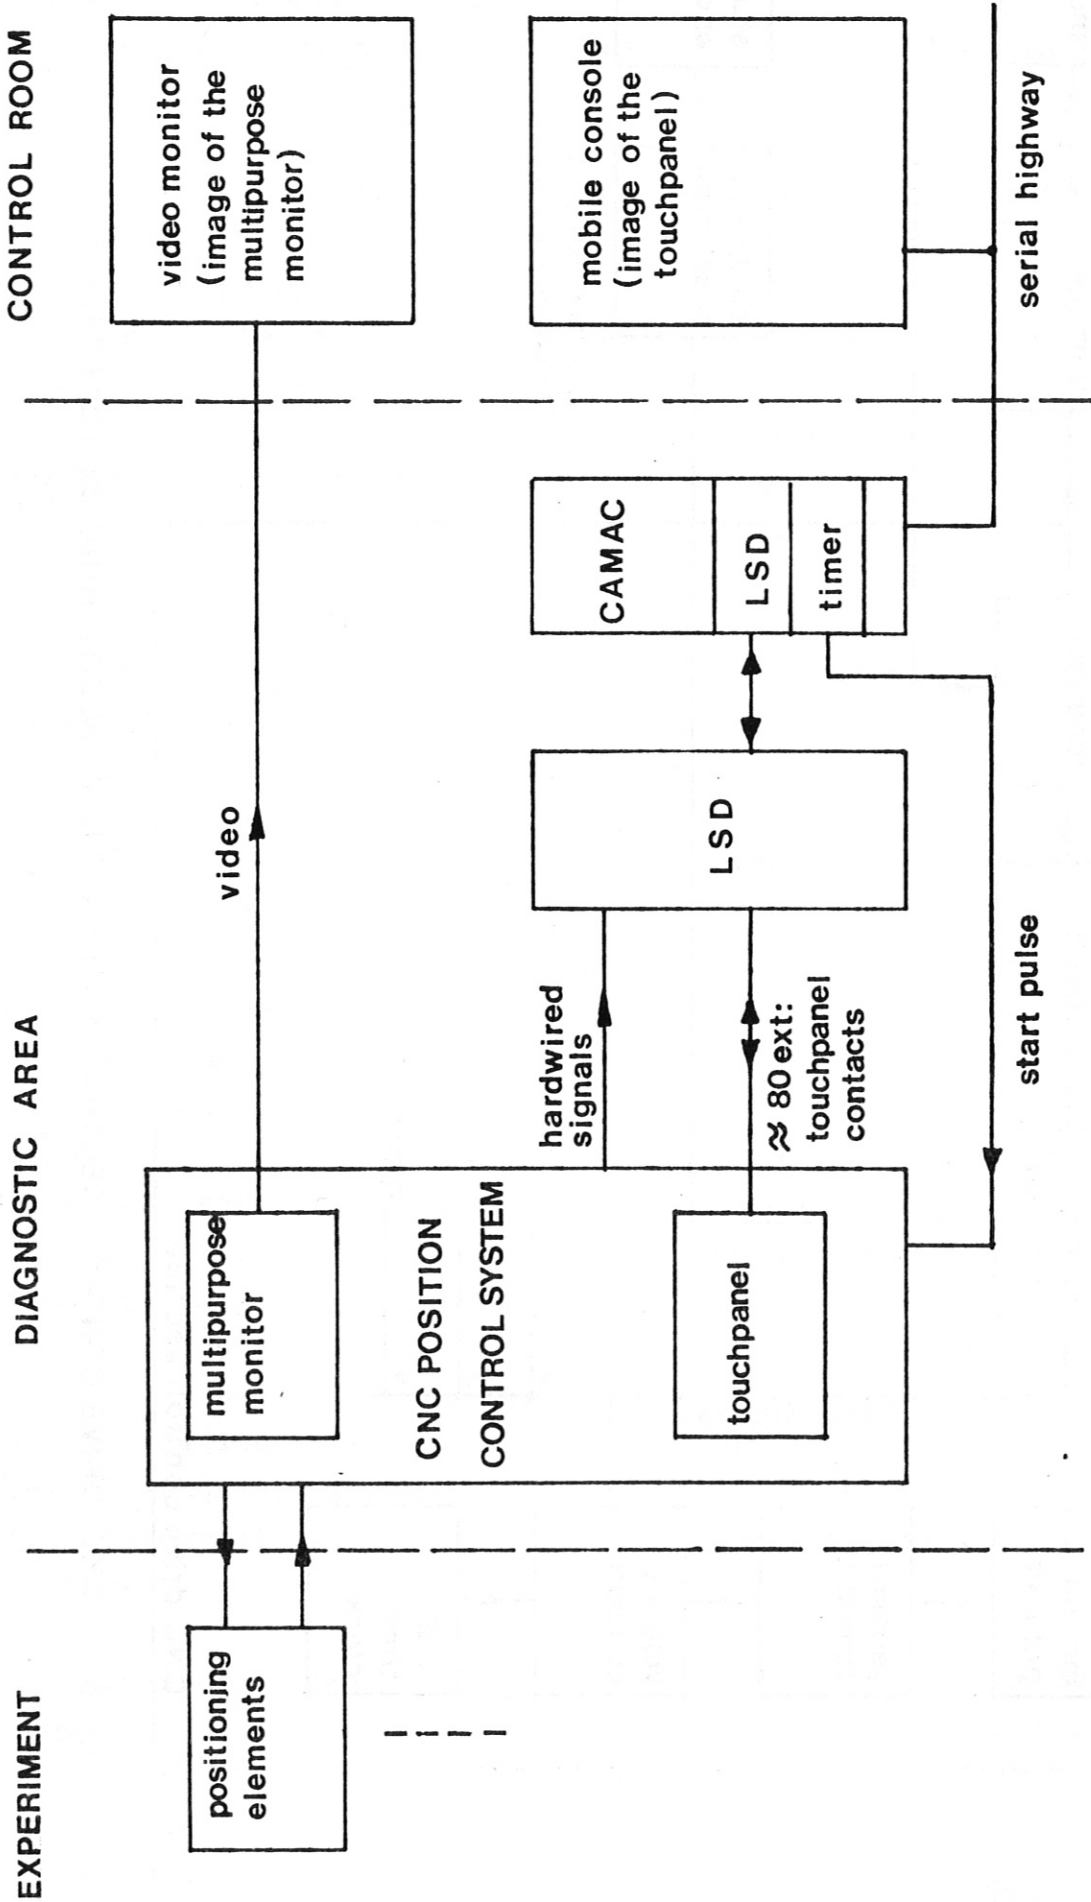 EXPERIMENT
DIAGNOSTIC AREA
CONTROL ROOM
positioning
elements
multipurpose
monitor
CNC POSITION
CONTROL SYSTEM
touchpanel
video
hardwired
signals
≈ 80 ext:
touchpanel
contacts
start pulse
LSD
CAMAC
LSD
timer
video monitor
(image of the
multipurpose
monitor)
mobile console
(image of the
touchpanel)
serial highway